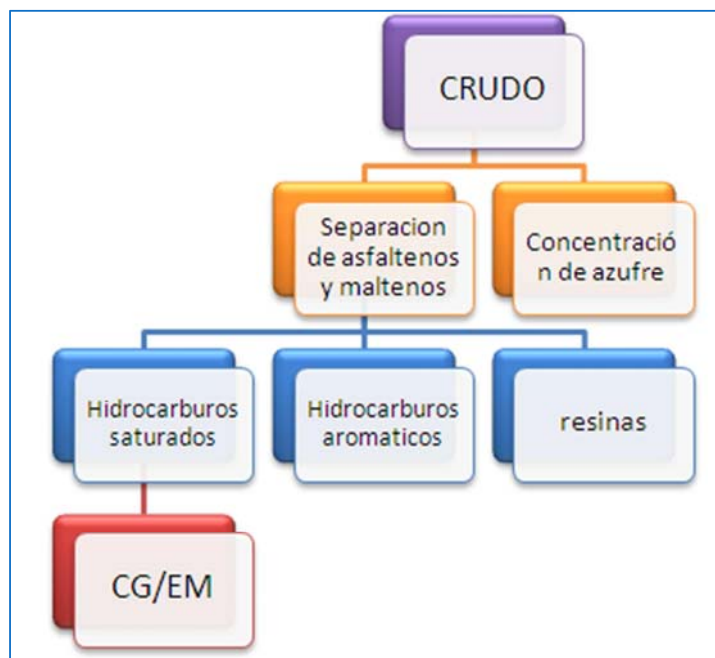 CRUDO
Separacion
de asfaltenos
y maltenos
Concentració
n de azufre
Hidrocarburos
saturados
Hidrocarburos
aromaticos
resinas
CG/EM